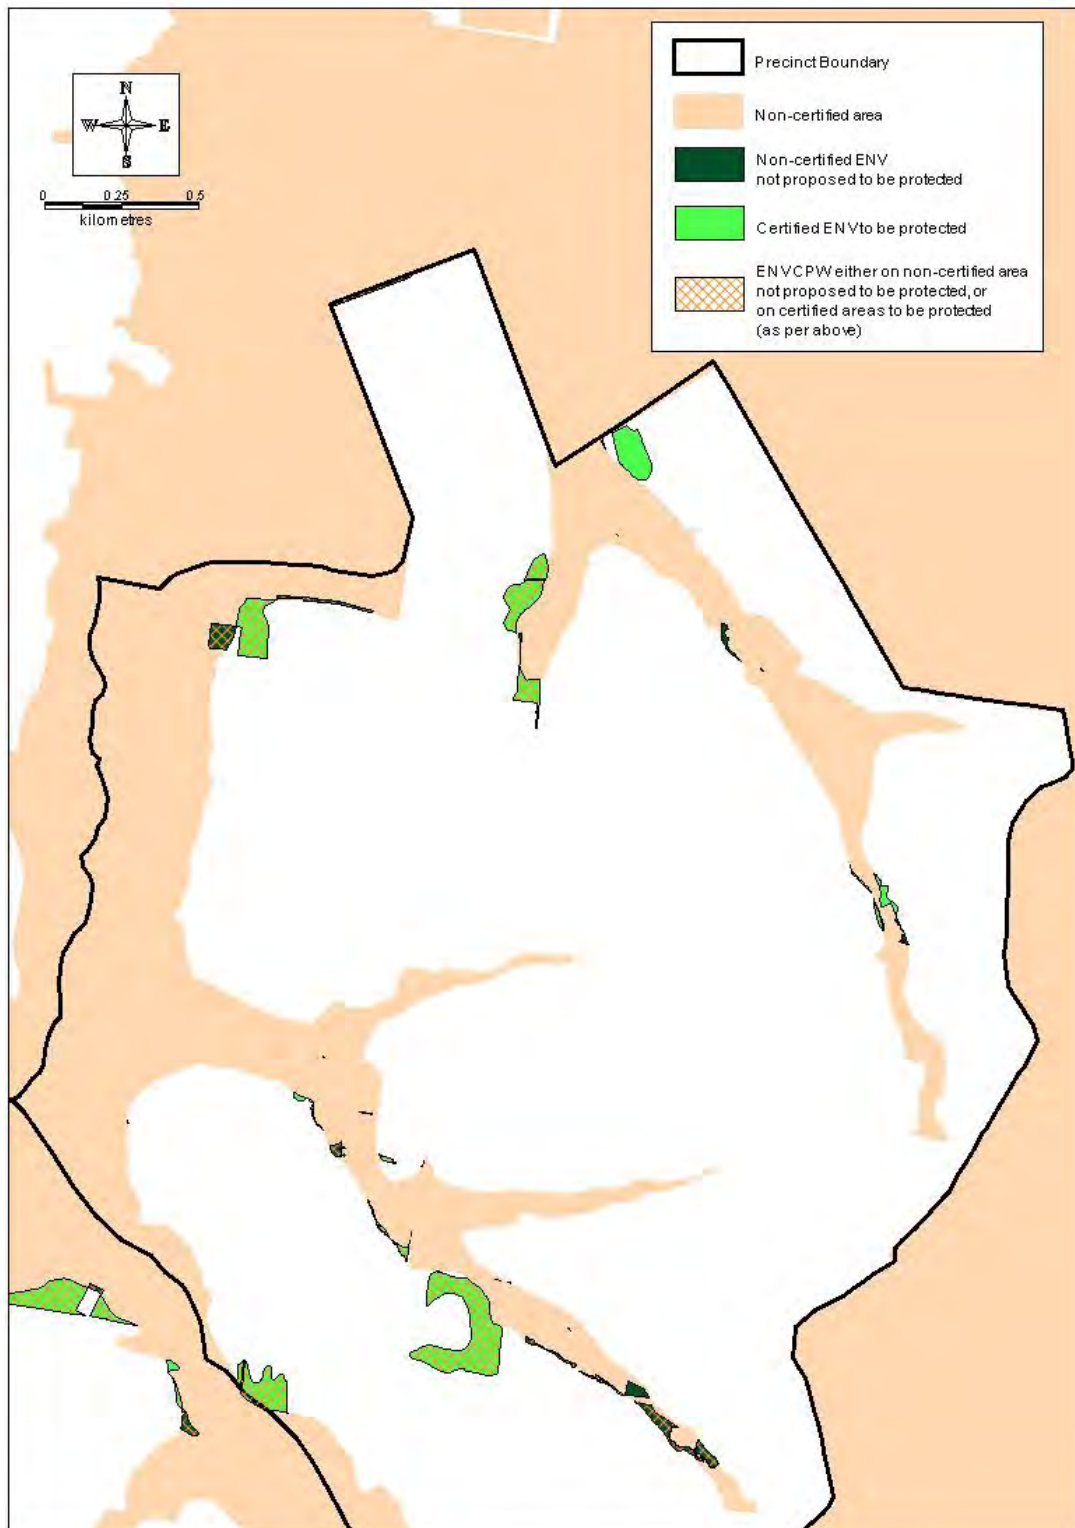 N
W E
S
0 0.25 0.5
kilometres
Precinct Boundary
Non-certified area
Non-certified ENV
not proposed to be protected
Certified ENV to be protected
ENV CPW either on non-certified area
not proposed to be protected, or
on certified areas to be protected
(as per above)